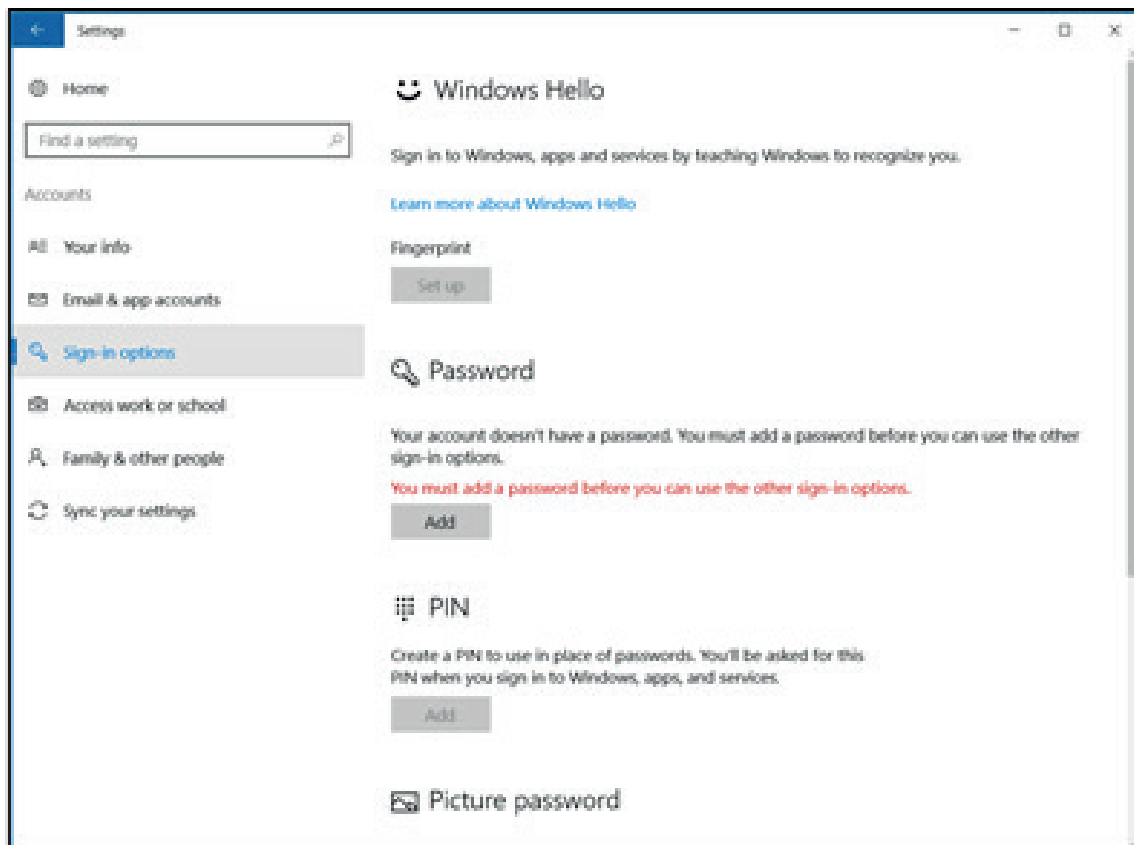 Settings
Home
Find a setting
Accounts
Your info
Email & app accounts
Sign-in options
Access work or school
Family & other people
Sync your settings
Windows Hello
Sign in to Windows, apps and services by teaching Windows to recognize you.
Learn more about Windows Hello
Fingerprint
Set up
Password
Your account doesn't have a password. You must add a password before you can use the other
sign-in options.
You must add a password before you can use the other sign-in options.
Add
PIN
Create a PIN to use in place of passwords. You'll be asked for this
PIN when you sign in to Windows, apps, and services.
Add
Picture password